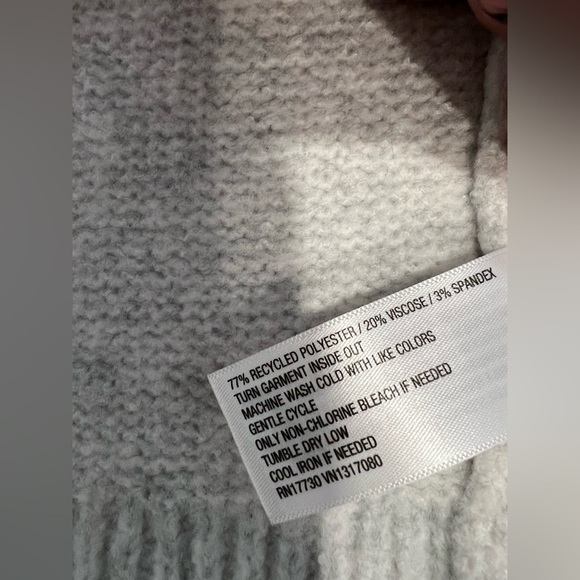 77% RECYCLED POLYESTER / 20% VISCOSE / 3% SPANDEX
TURN GARMENT INSIDE OUT
MACHINE WASH COLD WITH LIKE COLORS
GENTLE CYCLE
ONLY NON-CHLORINE BLEACH IF NEEDED
TUMBLE DRY LOW
COOL IRON IF NEEDED
RN17730 VN1317080